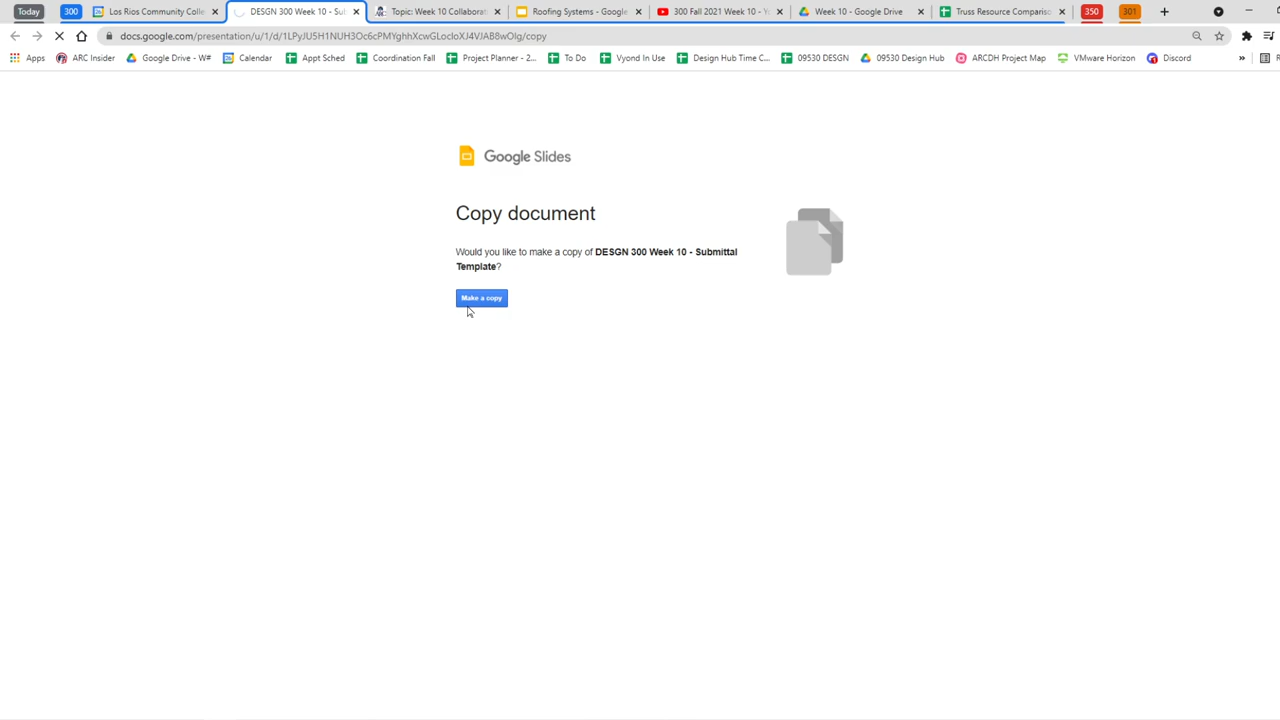 Today
300
Los Rios Community Colle
DESGN 300 Week 10 - Sub
Topic: Week 10 Collaborat
Roofing Systems - Google
300 Fall 2021 Week 10 - Y
Week 10 - Google Drive
Truss Resource Compariso
350
301
docs.google.com/presentation/u/1/d/1LPyJU5H1NUH3Oc6cPMYghhXcwGLocIoXJ4VJAB8wOlg/copy
Apps
ARC Insider
Google Drive - W#
Calendar
Appt Sched
Coordination Fall
Project Planner - 2...
To Do
Vyond In Use
Design Hub Time C...
09530 DESGN
09530 Design Hub
ARCDH Project Map
VMware Horizon
Discord
»
Google Slides
Copy document
Would you like to make a copy of DESGN 300 Week 10 - Submittal
Template?
Make a copy